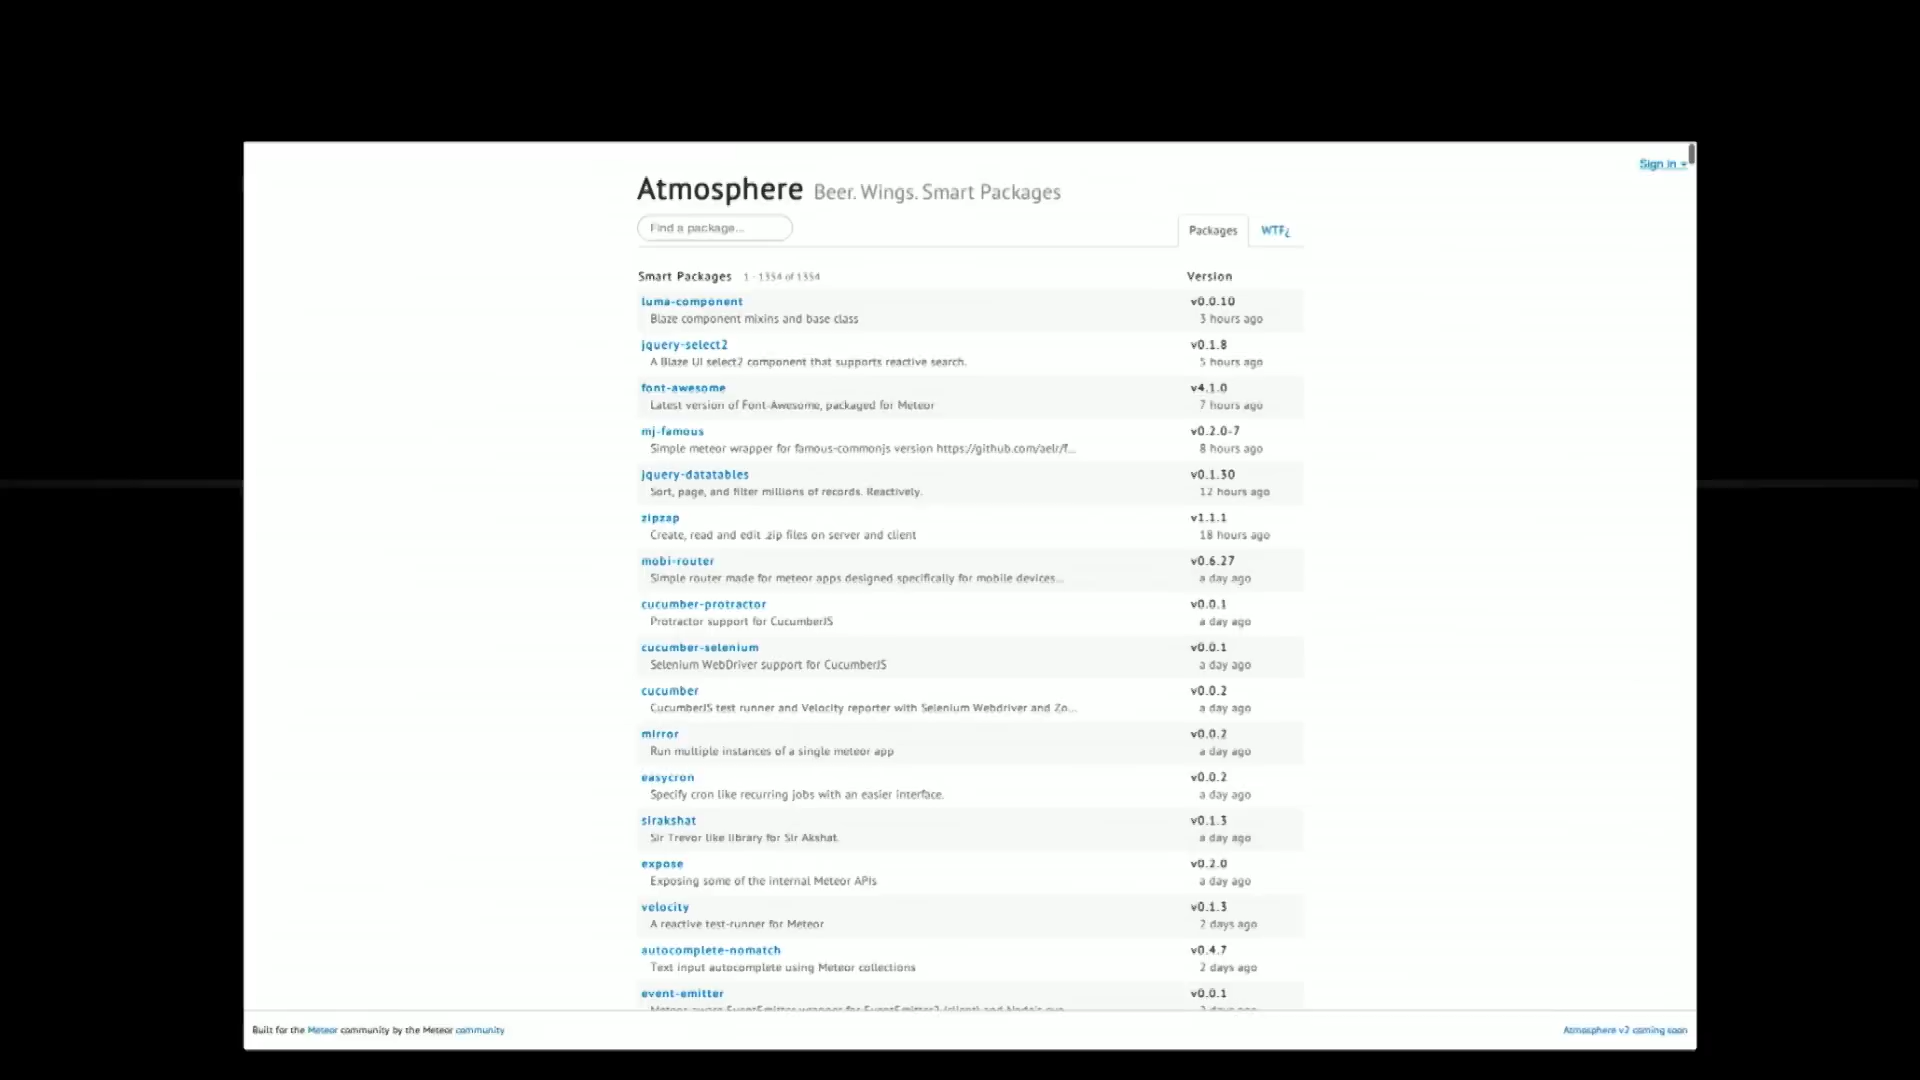 Sign in
Atmosphere Beer. Wings. Smart Packages
Find a package...
Packages WTF¿
Smart Packages 1 - 1354 of 1354 Version
luma-component v0.0.10
Blaze component mixins and base class 3 hours ago
jquery-select2 v0.1.8
A Blaze UI select2 component that supports reactive search. 5 hours ago
font-awesome v4.1.0
Latest version of Font-Awesome, packaged for Meteor 7 hours ago
mj-famous v0.2.0-7
Simple meteor wrapper for famous-commonjs version https://github.com/aelr/f... 8 hours ago
jquery-datatables v0.1.30
Sort, page, and filter millions of records. Reactively. 12 hours ago
zipzap v1.1.1
Create, read and edit .zip files on server and client 18 hours ago
mobi-router v0.6.27
Simple router made for meteor apps designed specifically for mobile devices... a day ago
cucumber-protractor v0.0.1
Protractor support for CucumberJS a day ago
cucumber-selenium v0.0.1
Selenium WebDriver support for CucumberJS a day ago
cucumber v0.0.2
CucumberJS test runner and Velocity reporter with Selenium Webdriver and Zo... a day ago
mirror v0.0.2
Run multiple instances of a single meteor app a day ago
easycron v0.0.2
Specify cron like recurring jobs with an easier interface. a day ago
sirakshat v0.1.3
Sir Trevor like library for Sir Akshat. a day ago
expose v0.2.0
Exposing some of the internal Meteor APIs a day ago
velocity v0.1.3
A reactive test-runner for Meteor 2 days ago
autocomplete-nomatch v0.4.7
Text input autocomplete using Meteor collections 2 days ago
event-emitter v0.0.1
Built for the Meteor community by the Meteor community Atmosphere v2 coming soon